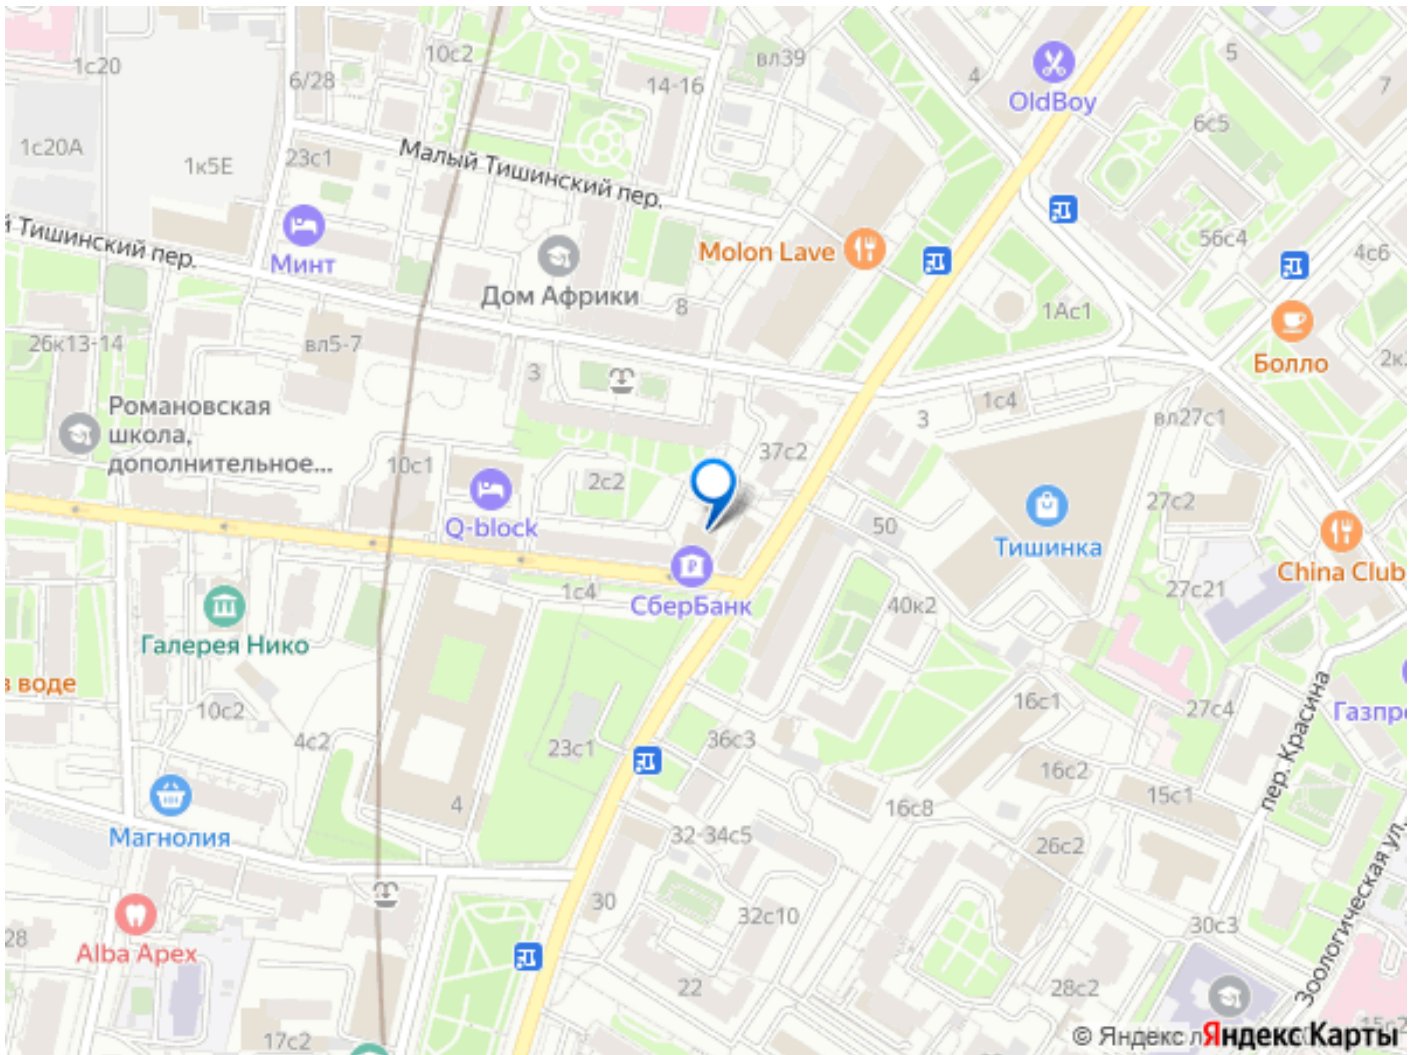 1с20
10с2
14-16
вл39
4
OldBoy
5
7
6/28
6с5
1с20А
1к5Е
23с1
Малый Тишинский пер.
Тишинский пер.
Минт
Дом Африки
8
Molon Lave
56с4
4с6
1Ас1
Болло
26к13-14
вл5-7
3
1с4
3
вл27с1
Романовская
школа,
дополнительное...
10с1
2с2
37с2
27с2
Q-block
50
Тишинка
China Club
1с4
СберБанк
40к2
27с21
Галерея Нико
в воде
10с2
4с2
23с1
36с3
16с1
27с4
пер. Красина
Газпр
16с2
15с1
4
16с8
Магнолия
32-34с5
26с2
Зоологическая ул.
30
32с10
30с3
28
Alba Apex
22
28с2
17с2
15с2
© Яндекс
Яндекс Карты